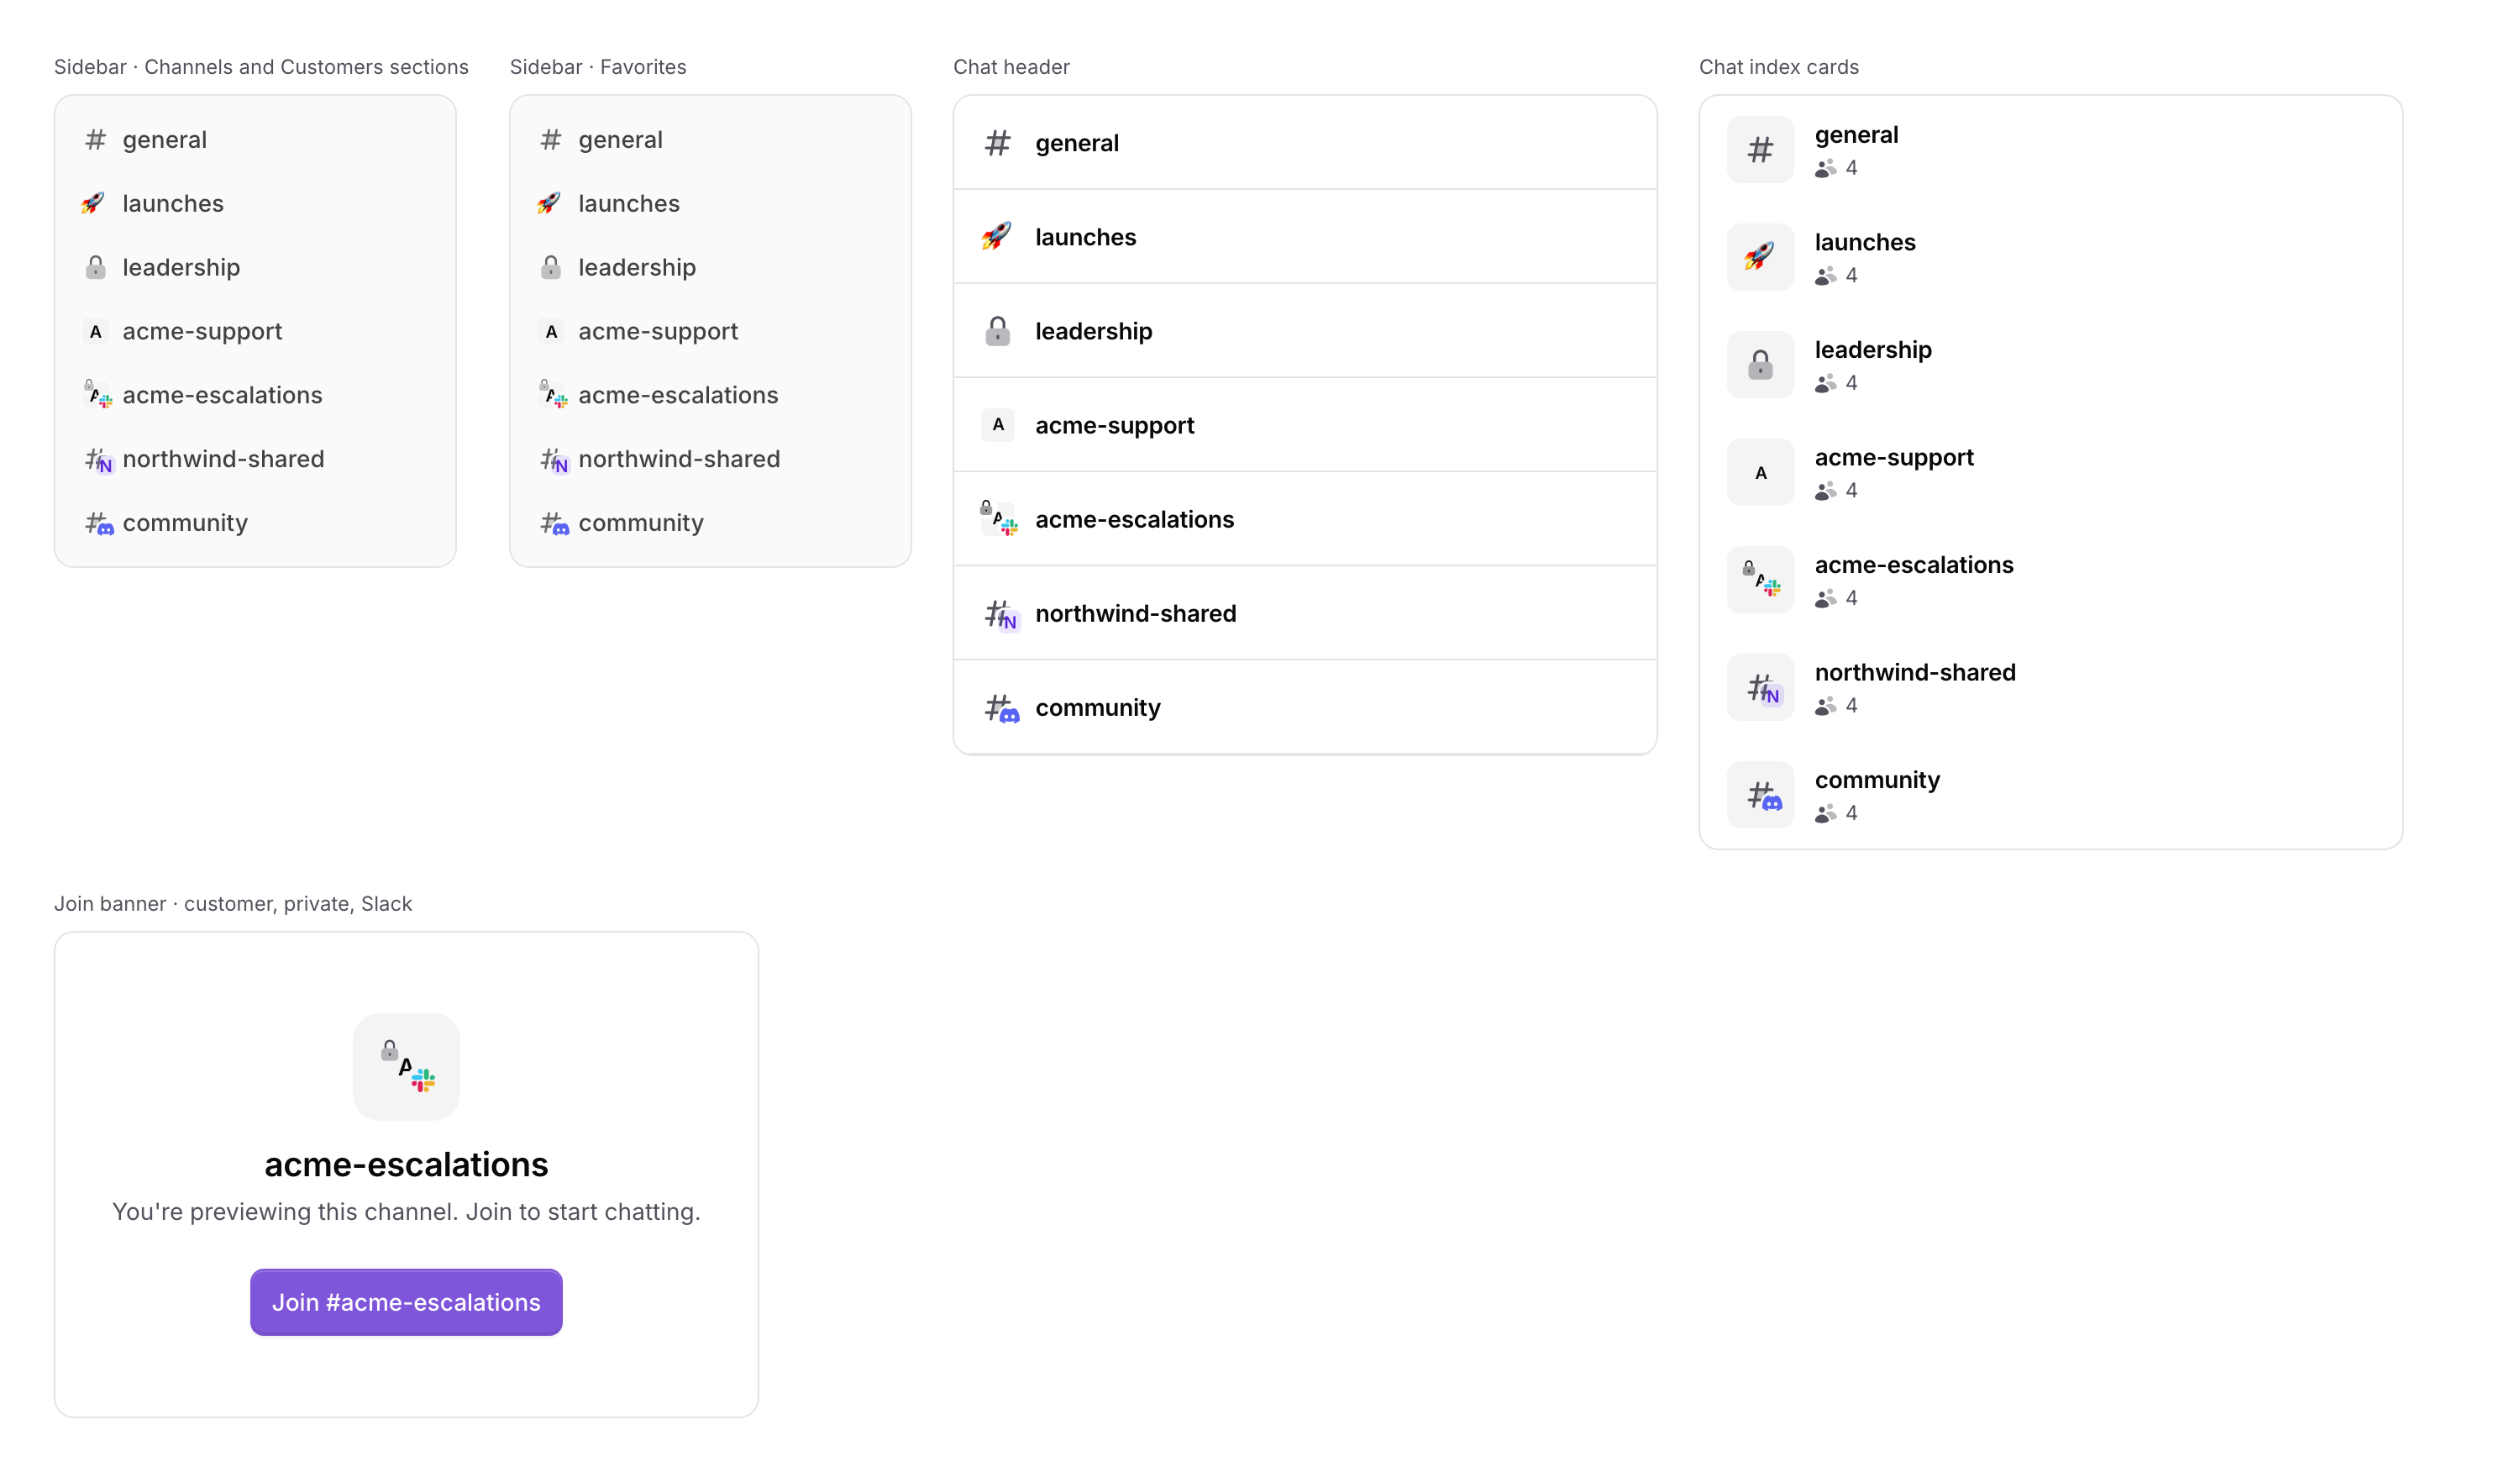 Sidebar · Channels and Customers sections
general
launches
leadership
A acme-support
A acme-escalations
N northwind-shared
community
Sidebar · Favorites
general
launches
leadership
A acme-support
A acme-escalations
N northwind-shared
community
Chat header
general
launches
leadership
A acme-support
A acme-escalations
N northwind-shared
community
Chat index cards
general
4
launches
4
leadership
4
A acme-support
4
A acme-escalations
4
N northwind-shared
4
community
4
Join banner · customer, private, Slack
A
acme-escalations
You're previewing this channel. Join to start chatting.
Join #acme-escalations